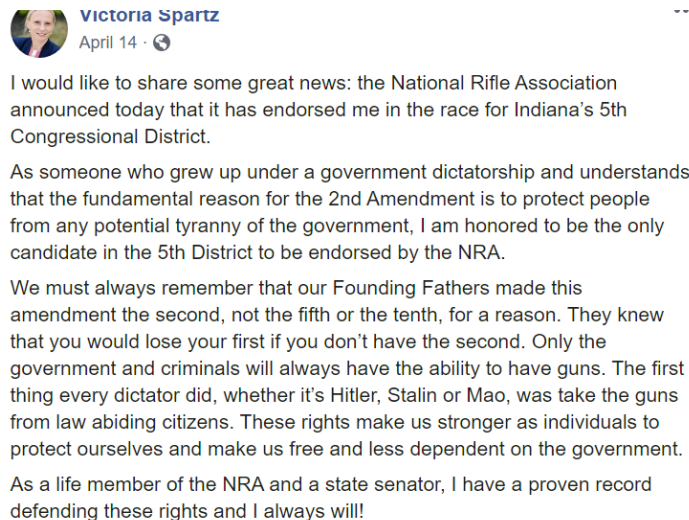 Victoria Spartz
April 14 ·
I would like to share some great news: the National Rifle Association
announced today that it has endorsed me in the race for Indiana’s 5th
Congressional District.
As someone who grew up under a government dictatorship and understands
that the fundamental reason for the 2nd Amendment is to protect people
from any potential tyranny of the government, I am honored to be the only
candidate in the 5th District to be endorsed by the NRA.
We must always remember that our Founding Fathers made this
amendment the second, not the fifth or the tenth, for a reason. They knew
that you would lose your first if you don’t have the second. Only the
government and criminals will always have the ability to have guns. The first
thing every dictator did, whether it’s Hitler, Stalin or Mao, was take the guns
from law abiding citizens. These rights make us stronger as individuals to
protect ourselves and make us free and less dependent on the government.
As a life member of the NRA and a state senator, I have a proven record
defending these rights and I always will!